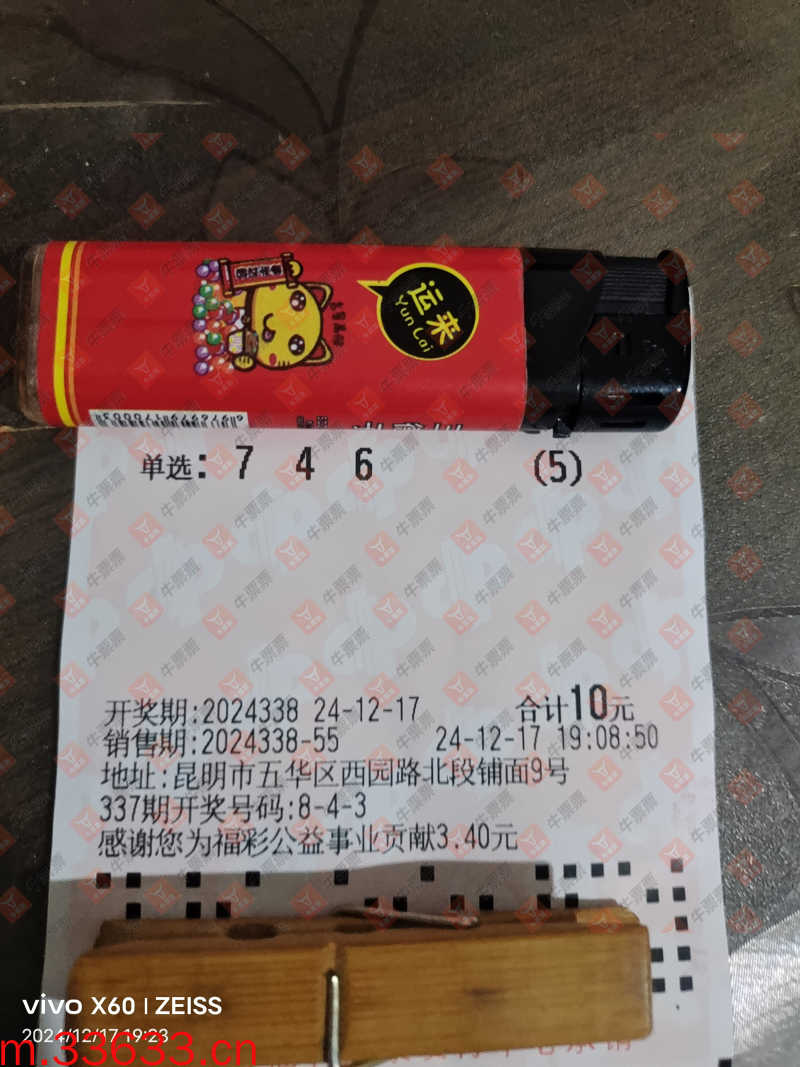 运来
Yun Lai
单选: 7 4 6 (5)
开奖期:2024338 24-12-17 合计10元
销售期:2024338-55 24-12-17 19:08:50
地址:昆明市五华区西园路北段铺面9号
337期开奖号码:8-4-3
感谢您为福彩公益事业贡献3.40元
牛票票
vivo X60 | ZEISS
2024/12/17 19:23
m.33633.cn